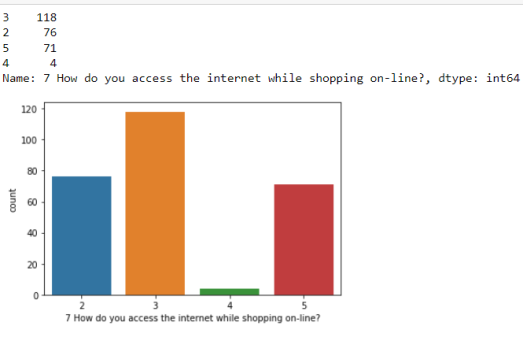 3 118
2 76
5 71
4 4
Name: 7 How do you access the internet while shopping on-line?, dtype: int64
120
100
80
60
40
20
0
count
2 3 4 5
7 How do you access the internet while shopping on-line?